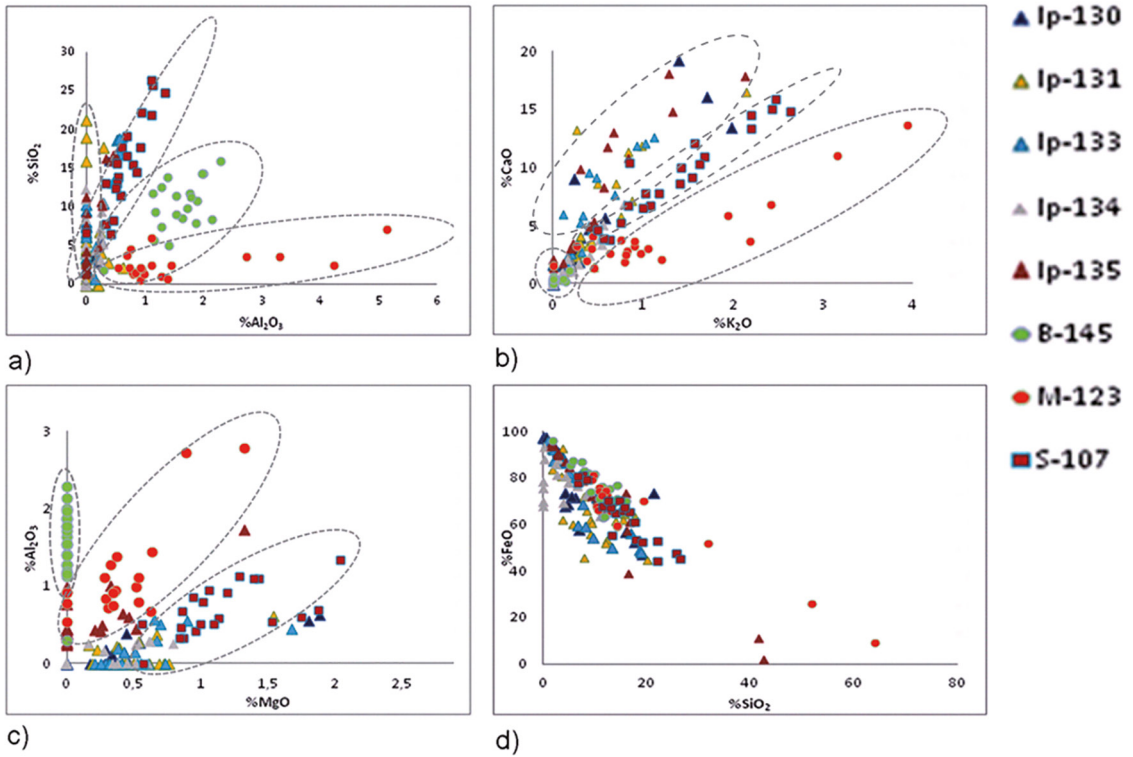 30
25
20
15
10
5
0
0 1 2 3 4 5 6
%SiO₂
%Al₂O₃
a)
20
15
10
5
0
0 1 2 3 4
%CaO
%K₂O
b)
Ip-130
Ip-131
Ip-133
Ip-134
Ip-135
B-145
M-123
S-107
3
2
1
0
0 0,5 1 1,5 2 2,5
%Al₂O₃
%MgO
c)
100
80
60
40
20
0
0 20 40 60 80
%FeO
%SiO₂
d)